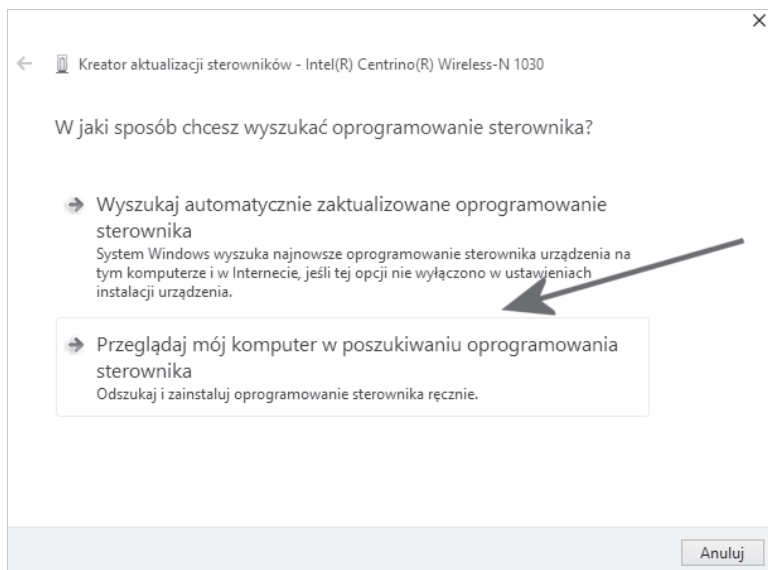 Kreator aktualizacji sterowników - Intel(R) Centrino(R) Wireless-N 1030
W jaki sposób chcesz wyszukać oprogramowanie sterownika?
Wyszukaj automatycznie zaktualizowane oprogramowanie
sterownika
System Windows wyszuka najnowsze oprogramowanie sterownika urządzenia na
tym komputerze i w Internecie, jeśli tej opcji nie wyłączono w ustawieniach
instalacji urządzenia.
Przeglądaj mój komputer w poszukiwaniu oprogramowania
sterownika
Odszukaj i zainstaluj oprogramowanie sterownika ręcznie.
Anuluj